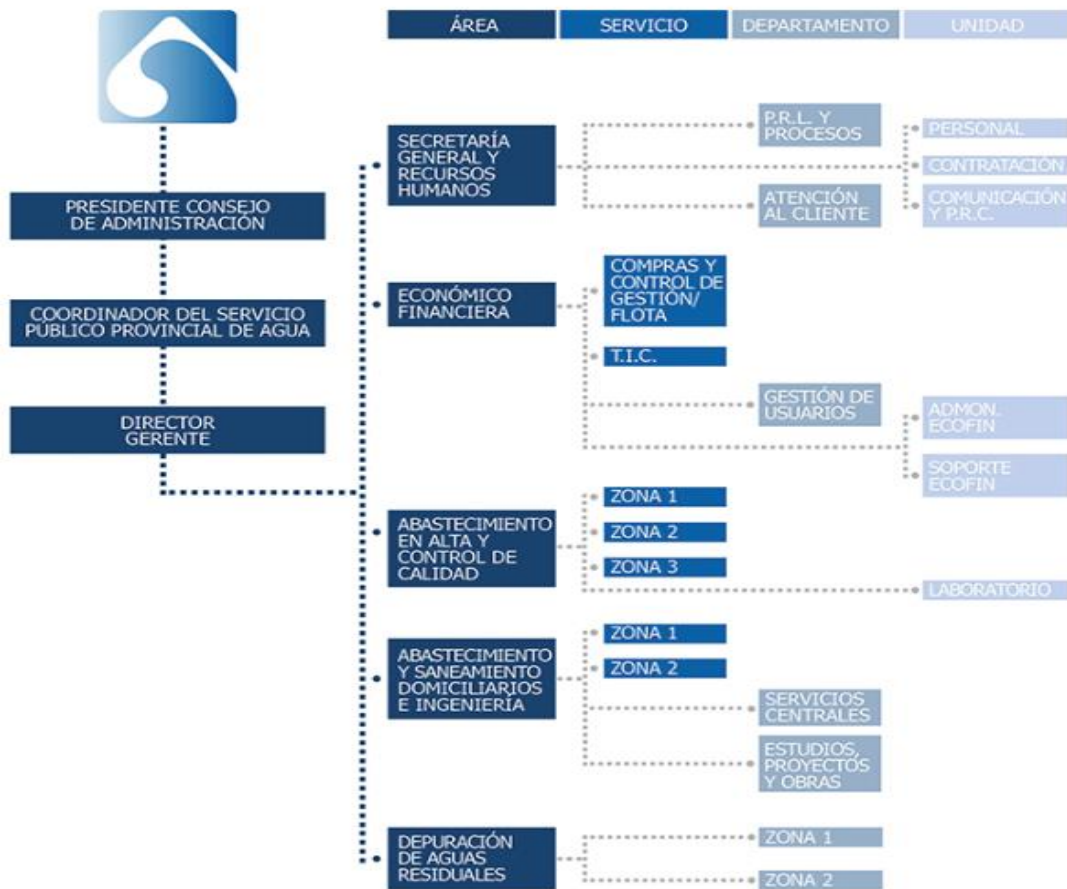 ÁREA
SERVICIO
DEPARTAMENTO
UNIDAD
PRESIDENTE CONSEJO
DE ADMINISTRACIÓN
COORDINADOR DEL SERVICIO
PÚBLICO PROVINCIAL DE AGUA
DIRECTOR
GERENTE
SECRETARÍA
GENERAL Y
RECURSOS
HUMANOS
P.R.L. Y
PROCESOS
ATENCIÓN
AL CLIENTE
PERSONAL
CONTRATACIÓN
COMUNICACIÓN
Y P.R.C.
ECONÓMICO
FINANCIERA
COMPRAS Y
CONTROL DE
GESTIÓN/
FLOTA
T.I.C.
GESTIÓN DE
USUARIOS
ADMON.
ECOFIN
SOPORTE
ECOFIN
ABASTECIMIENTO
EN ALTA Y
CONTROL DE
CALIDAD
ZONA 1
ZONA 2
ZONA 3
LABORATORIO
ABASTECIMIENTO
Y SANEAMIENTO
DOMICILIARIOS
E INGENIERÍA
ZONA 1
ZONA 2
SERVICIOS
CENTRALES
ESTUDIOS,
PROYECTOS
Y OBRAS
DEPURACIÓN
DE AGUAS
RESIDUALES
ZONA 1
ZONA 2